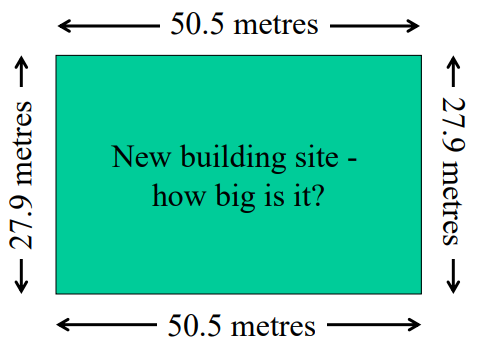 50.5 metres
27.9 metres
New building site -
how big is it?
27.9 metres
50.5 metres